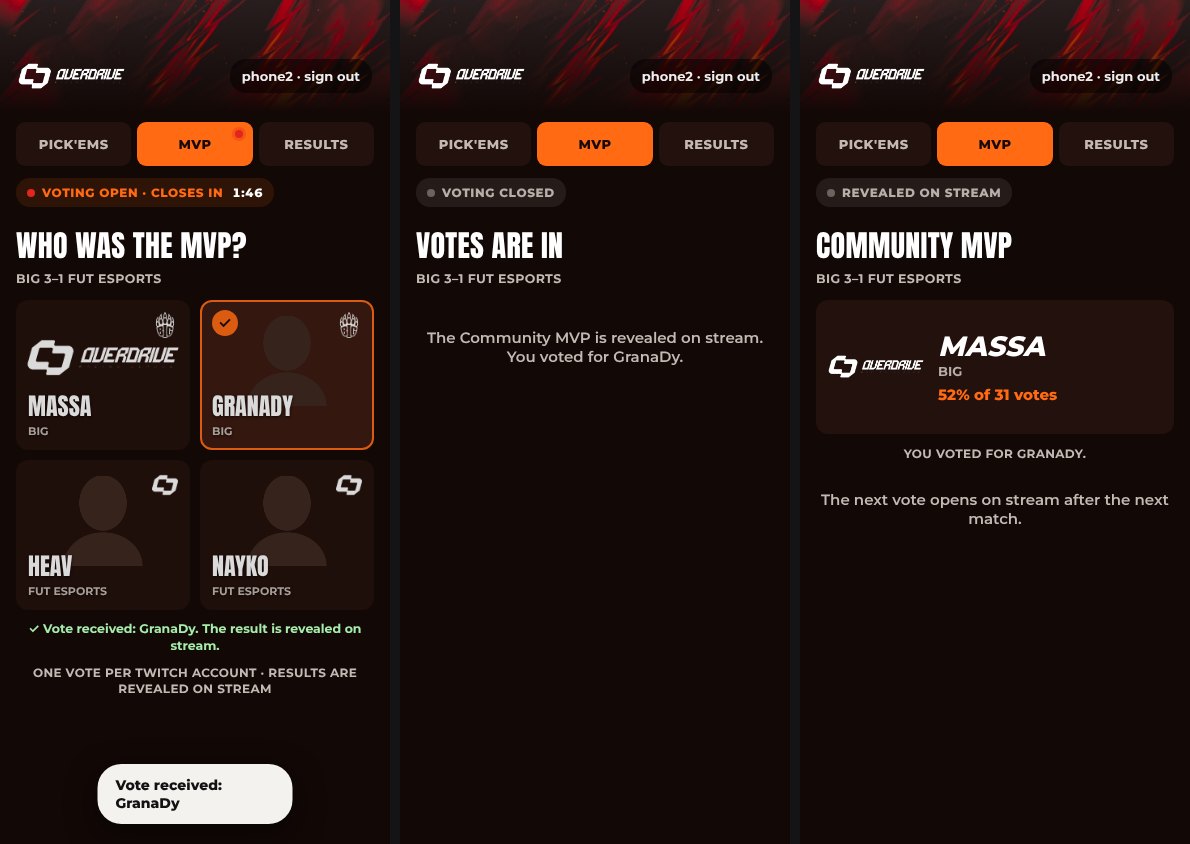 OVERDRIVE
phone2 · sign out
PICK'EMS
MVP
RESULTS
VOTING OPEN · CLOSES IN 1:46
WHO WAS THE MVP?
BIG 3–1 FUT ESPORTS
OVERDRIVE
MASSA
BIG
GRANADY
BIG
HEAV
FUT ESPORTS
NAYKO
FUT ESPORTS
✓ Vote received: GranaDy. The result is revealed on
stream.
ONE VOTE PER TWITCH ACCOUNT · RESULTS ARE
REVEALED ON STREAM
Vote received:
GranaDy
OVERDRIVE
phone2 · sign out
PICK'EMS
MVP
RESULTS
VOTING CLOSED
VOTES ARE IN
BIG 3–1 FUT ESPORTS
The Community MVP is revealed on stream.
You voted for GranaDy.
OVERDRIVE
phone2 · sign out
PICK'EMS
MVP
RESULTS
REVEALED ON STREAM
COMMUNITY MVP
BIG 3–1 FUT ESPORTS
OVERDRIVE
MASSA
BIG
52% of 31 votes
YOU VOTED FOR GRANADY.
The next vote opens on stream after the next
match.